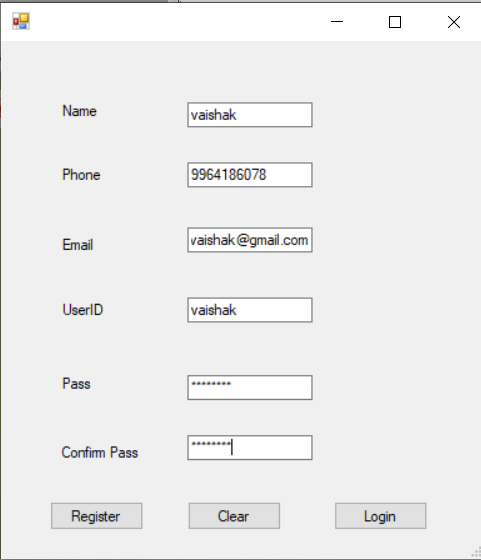 Name vaishak
Phone 9964186078
Email vaishak@gmail.com
UserID vaishak
Pass ********
Confirm Pass ********
Register Clear Login